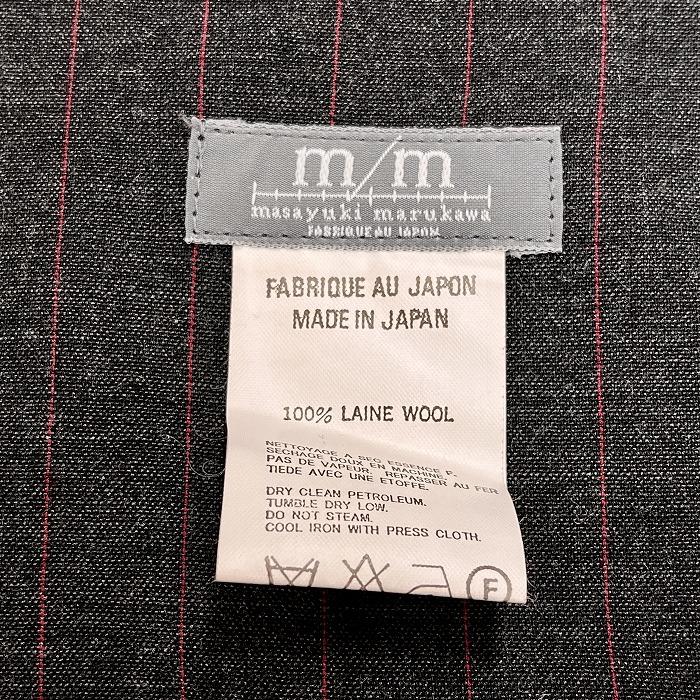 m/m
masayuki marukawa
FABRIQUE AU JAPON
FABRIQUE AU JAPON
MADE IN JAPAN
100% LAINE WOOL
NETTOYAGE A SEC ESSENCE F.
SECHAGE DOUX EN MACHINE.
PAS DE VAPEUR. REPASSER AU FER
TIEDE AVEC UNE ETOFFE.
DRY CLEAN PETROLEUM.
TUMBLE DRY LOW.
DO NOT STEAM.
COOL IRON WITH PRESS CLOTH.
F